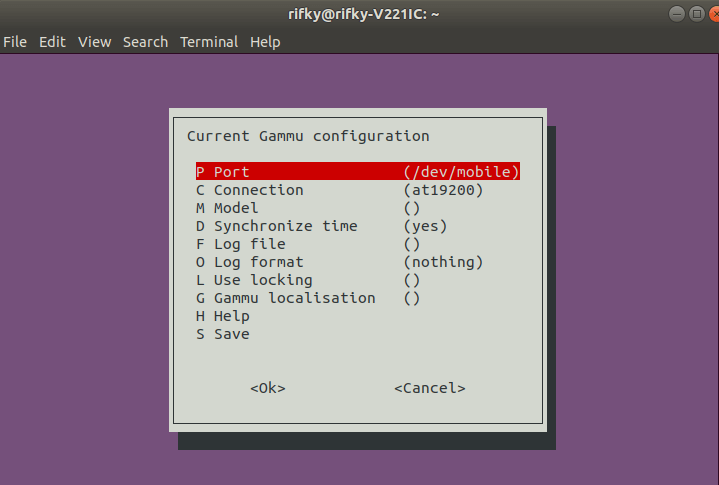 rifky@rifky-V221IC: ~
File Edit View Search Terminal Help
Current Gammu configuration
P Port (/dev/mobile)
C Connection (at19200)
M Model ()
D Synchronize time (yes)
F Log file ()
O Log format (nothing)
L Use locking ()
G Gammu localisation ()
H Help
S Save
<Ok> <Cancel>